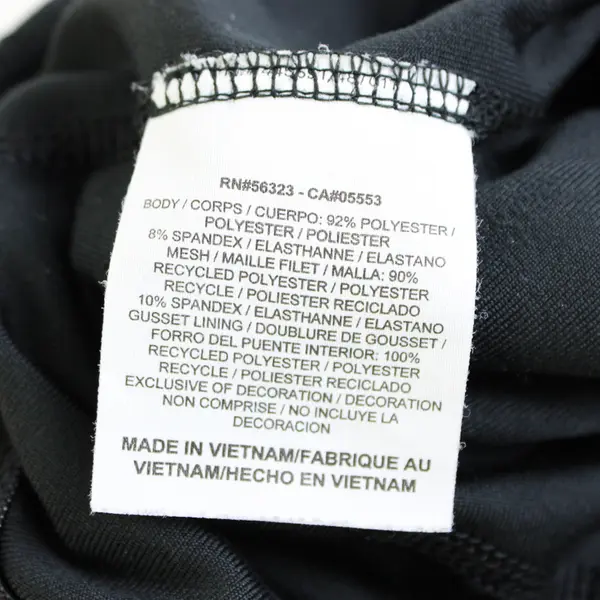 RN#56323 - CA#05553
BODY / CORPS / CUERPO: 92% POLYESTER /
POLYESTER / POLIESTER
8% SPANDEX / ELASTHANNE / ELASTANO
MESH / MAILLE FILET / MALLA: 90%
RECYCLED POLYESTER / POLYESTER
RECYCLE / POLIESTER RECICLADO
10% SPANDEX / ELASTHANNE / ELASTANO
GUSSET LINING / DOUBLURE DE GOUSSET /
FORRO DEL PUENTE INTERIOR: 100%
RECYCLED POLYESTER / POLYESTER
RECYCLE / POLIESTER RECICLADO
EXCLUSIVE OF DECORATION / DECORATION
NON COMPRISE / NO INCLUYE LA
DECORACION
MADE IN VIETNAM/FABRIQUE AU
VIETNAM/HECHO EN VIETNAM